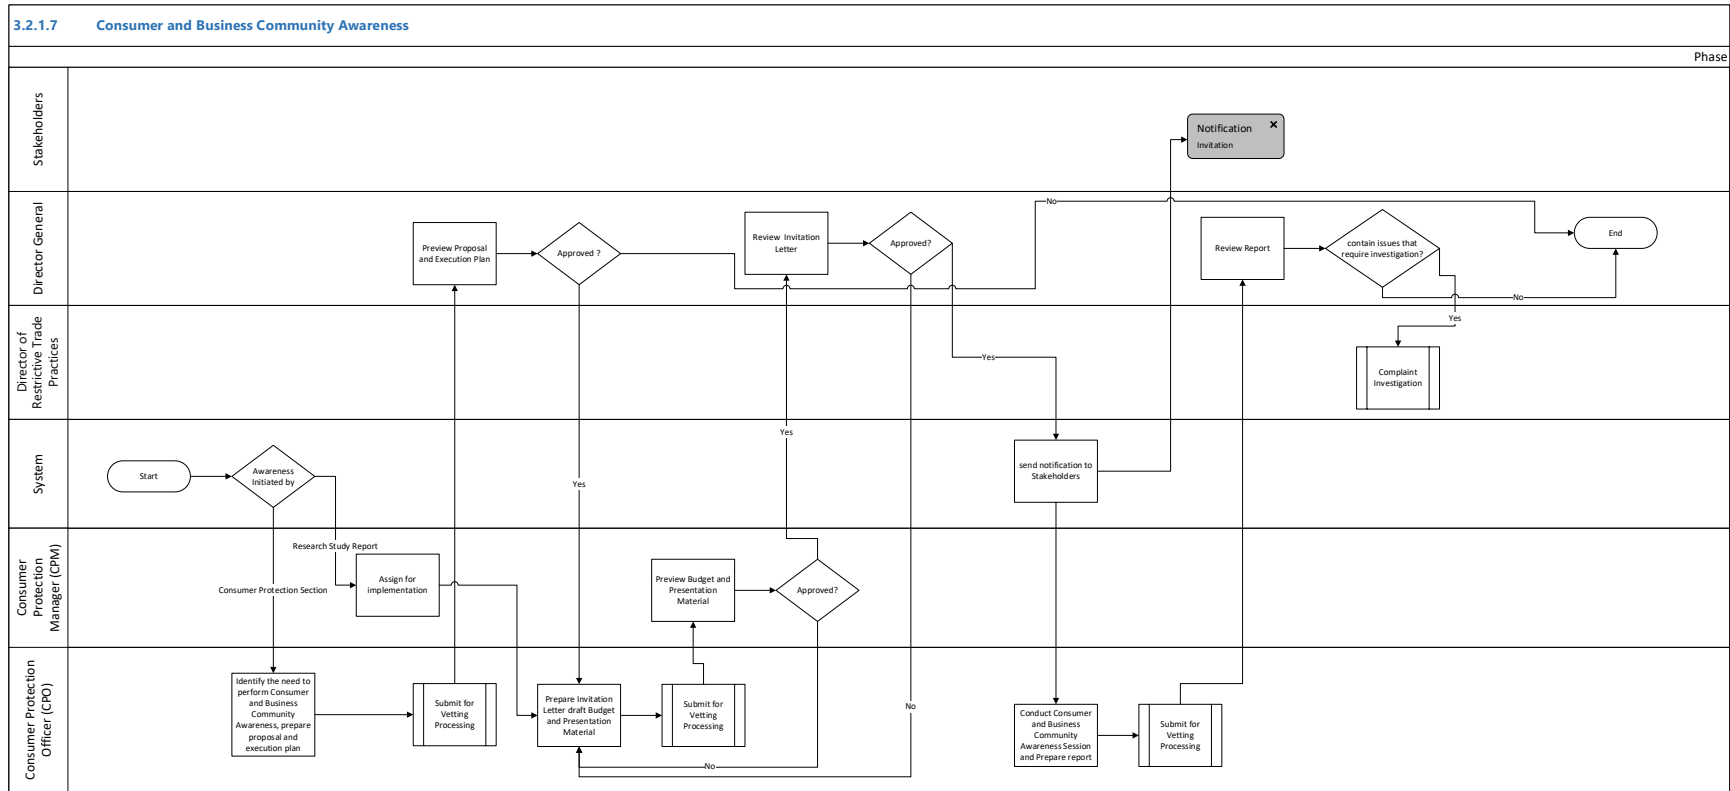 3.2.1.7 Consumer and Business Community Awareness
Phase
Stakeholders
Notification
Invitation
Director General
Preview Proposal
and Execution Plan
Approved ?
Review Invitation
Letter
Approved?
No
Review Report
contain issues that
require investigation?
End
No
Director of
Restrictive Trade
Practices
Yes
Yes
Complaint
Investigation
System
Start
Awareness
Initiated by
Yes
Yes
send notification to
Stakeholders
Consumer
Protection
Manager (CPM)
Research Study Report
Consumer Protection Section
Assign for
implementation
Preview Budget and
Presentation
Material
Approved?
Consumer Protection
Officer (CPO)
Identify the need to
perform Consumer
and Business
Community
Awareness, prepare
proposal and
execution plan
Submit for
Vetting
Processing
Prepare Invitation
Letter draft Budget
and Presentation
Material
Submit for
Vetting
Processing
No
No
Conduct Consumer
and Business
Community
Awareness Session
and Prepare report
Submit for
Vetting
Processing